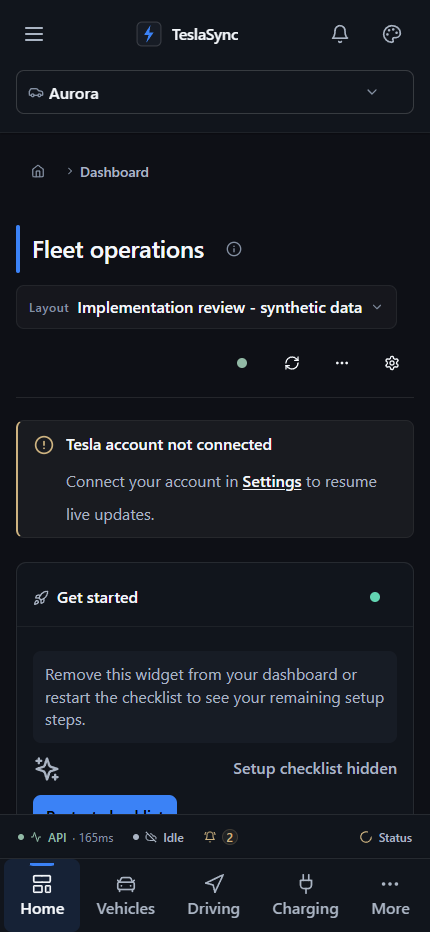 TeslaSync
Aurora
Dashboard
Fleet operations
Layout Implementation review - synthetic data
Tesla account not connected
Connect your account in Settings to resume
live updates.
Get started
Remove this widget from your dashboard or
restart the checklist to see your remaining setup
steps.
Setup checklist hidden
API · 165ms Idle 2 Status
Home Vehicles Driving Charging More